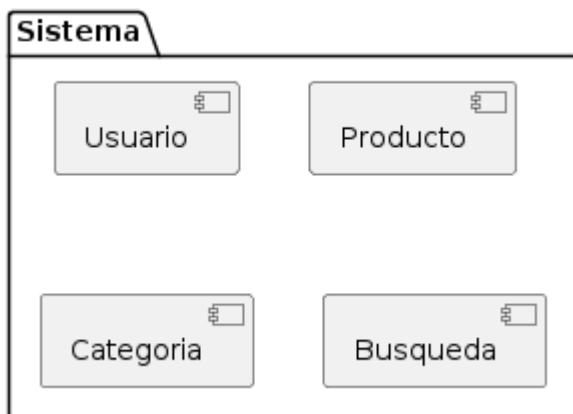 Sistema
Usuario
Producto
Categoria
Busqueda